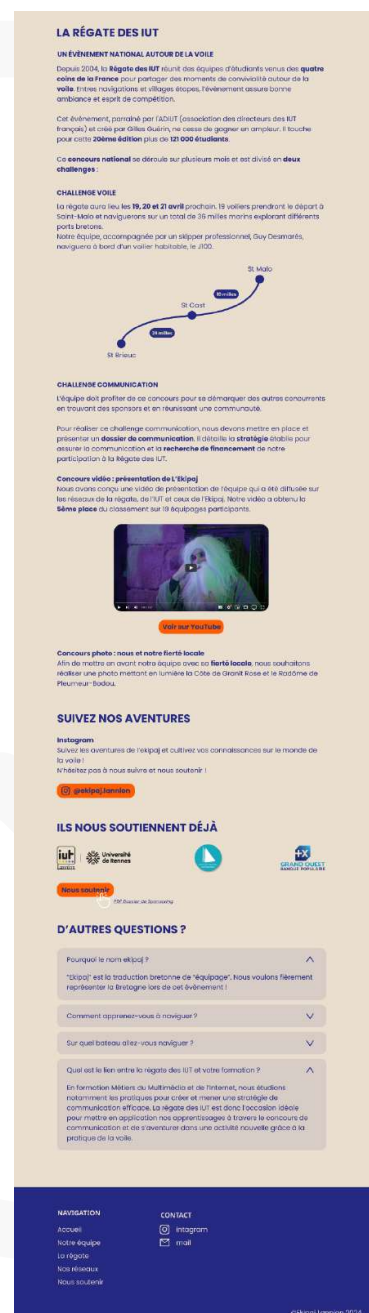 LA RÉGATE DES IUT
UN ÉVÈNEMENT NATIONAL AUTOUR DE LA VOILE
Depuis 2004, la Régate des IUT réunit des équipes d'étudiants venus des quatre
coins de la France pour partager des moments de convivialité autour de la
voile. Entres navigations et villages étapes, l'évènement assure bonne
ambiance et esprit de compétition.
Cet évènement, parrainé par l'ADIUT (association des directeurs des IUT
français) et créé par Gilles Guérin, ne cesse de gagner en ampleur. Il touche
pour cette 20ème édition plus de 121 000 étudiants.
Ce concours national se déroule sur plusieurs mois et est divisé en deux
challenges :
CHALLENGE VOILE
La régate aura lieu les 19, 20 et 21 avril prochain. 19 voiliers prendront le départ à
Saint-Malo et navigueront sur un total de 36 milles marins explorant différents
ports bretons.
Notre équipe, accompagnée par un skipper professionnel, Guy Desmarés,
naviguera à bord d'un voilier habitable, le J100.
St Malo
18 milles
St Cast
St Brieuc
CHALLENGE COMMUNICATION
L'équipe doit profiter de ce concours pour se démarquer des autres concurrents
en trouvant des sponsors et en réunissant une communauté.
Pour réaliser ce challenge communication, nous devons mettre en place et
présenter un dossier de communication. Il détaille la stratégie établie pour
assurer la communication et la recherche de financement de notre
participation à la Régate des IUT.
Concours vidéo : présentation de L'Ekipaj
Nous avons conçu une vidéo de présentation de l'équipe qui a été diffusée sur
les réseaux de la régate, de l'IUT et ceux de l'Ekipaj. Notre vidéo a obtenu la
5ème place du classement sur 19 équipages participants.
Voir sur YouTube
Concours photo : nous et notre fierté locale
Afin de mettre en avant notre équipe avec sa fierté locale, nous souhaitons
réaliser une photo mettant en lumière la Côte de Granit Rose et le Radôme de
Pleumeur-Bodou.
SUIVEZ NOS AVENTURES
Instagram
Suivez les aventures de l'ekipaj et cultivez vos connaissances sur le monde de
la voile !
N'hésitez pas à nous suivre et nous soutenir !
@ekipaj.lannion
ILS NOUS SOUTIENNENT DÉJÀ
iut Université
de Rennes
GRAND OUEST
BANQUE POPULAIRE
Nous soutenir
PDF Dossier de Sponsoring
D'AUTRES QUESTIONS ?
Pourquoi le nom ekipaj ?
"Ekipaj" est la traduction bretonne de "équipage". Nous voulons fièrement
représenter la Bretagne lors de cet évènement !
Comment apprenez-vous à naviguer ?
Sur quel bateau allez-vous naviguer ?
Quel est le lien entre la régate des IUT et votre formation ?
En formation Métiers du Multimédia et de l'Internet, nous étudions
notamment les pratiques pour créer et mener une stratégie de
communication efficace. La régate des IUT est donc l'occasion idéale
pour mettre en application nos apprentissages à travers le concours de
communication et de s'aventurer dans une activité nouvelle grâce à la
pratique de la voile.
NAVIGATION
Accueil
Notre équipe
La régate
Nos réseaux
Nous soutenir
CONTACT
intagram
mail
©Ekipaj Lannion 2024